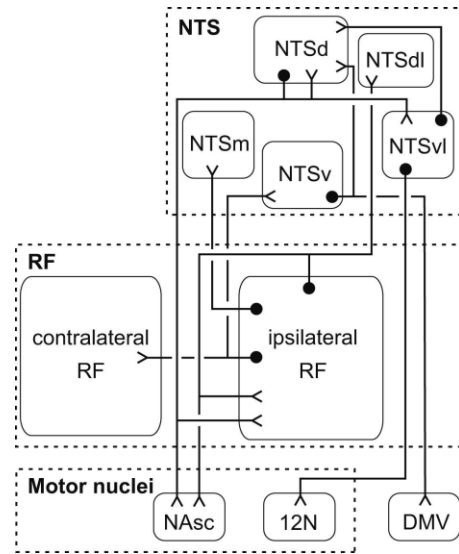 NTS
NTSd
NTSdl
NTSm
NTSv
NTSvl
RF
contralateral
RF
ipsilateral
RF
Motor nuclei
NAsc
12N
DMV